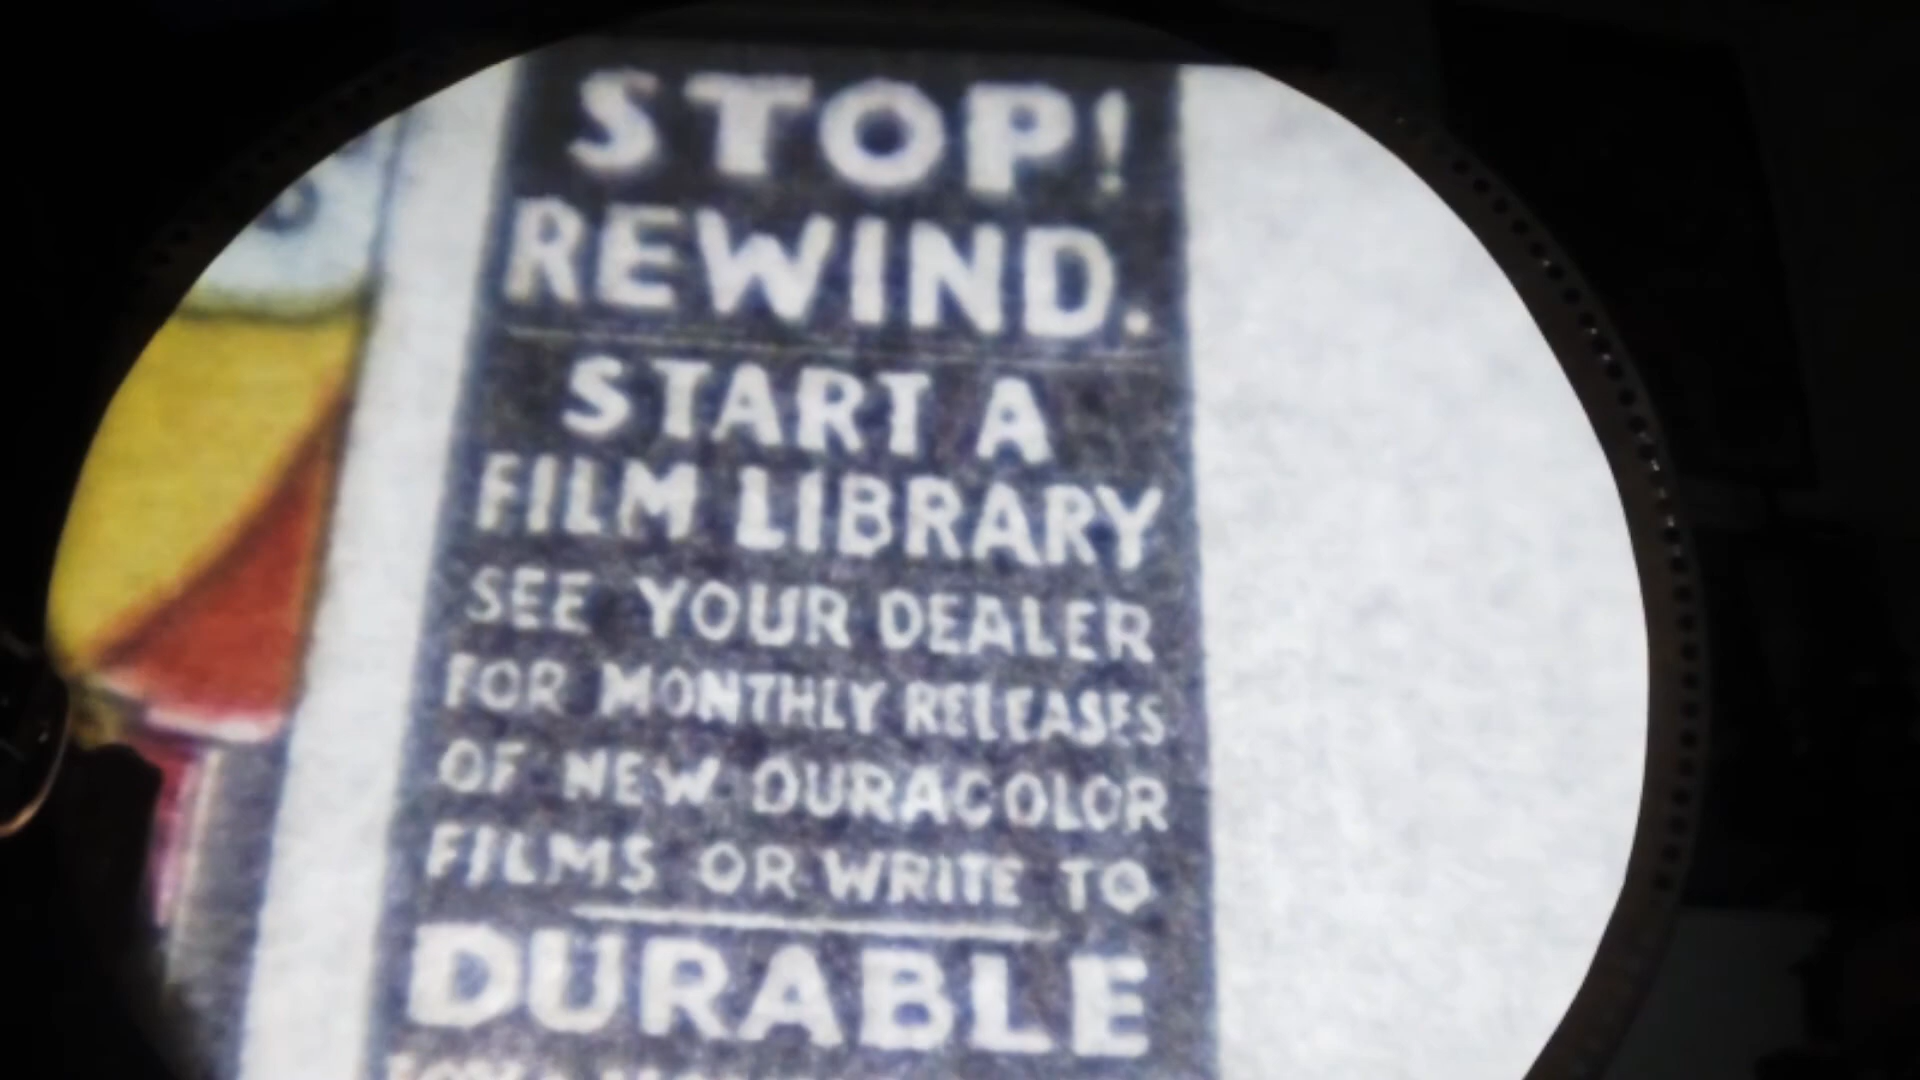 STOP!
REWIND.
START A
FILM LIBRARY
SEE YOUR DEALER
FOR MONTHLY RELEASES
OF NEW DURACOLOR
FILMS OR WRITE TO
DURABLE